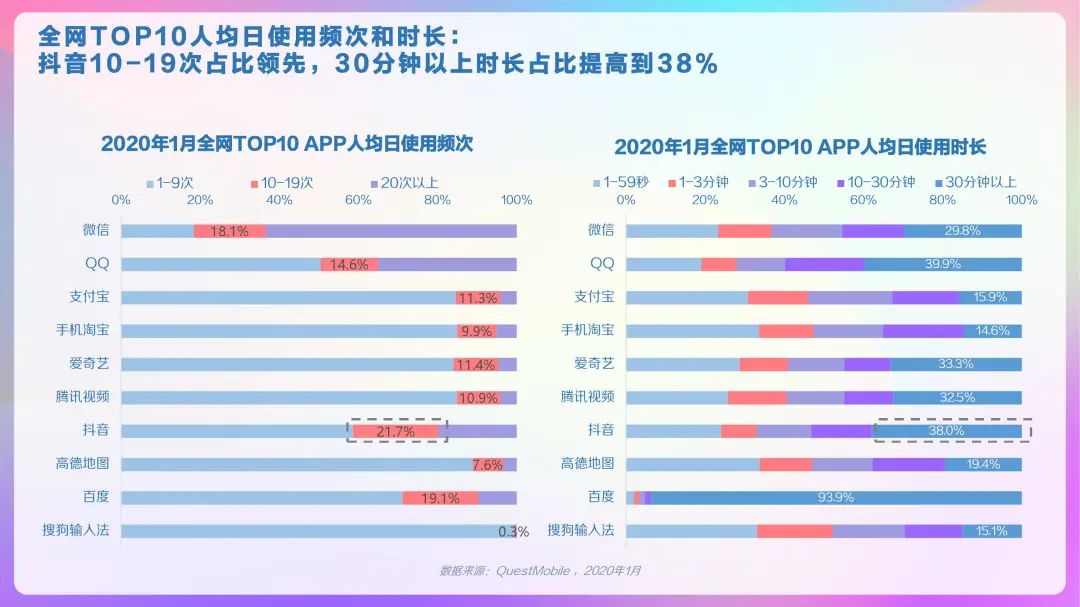 全网TOP10人均日使用频次和时长：
抖音10-19次占比领先，30分钟以上时长占比提高到38%
2020年1月全网TOP10 APP人均日使用频次
1-9次 10-19次 20次以上
0% 20% 40% 60% 80% 100%
微信 18.1%
QQ 14.6%
支付宝 11.3%
手机淘宝 9.9%
爱奇艺 11.4%
腾讯视频 10.9%
抖音 21.7%
高德地图 7.6%
百度 19.1%
搜狗输入法 0.3%
2020年1月全网TOP10 APP人均日使用时长
1-59秒 1-3分钟 3-10分钟 10-30分钟 30分钟以上
0% 20% 40% 60% 80% 100%
微信 29.8%
QQ 39.9%
支付宝 15.9%
手机淘宝 14.6%
爱奇艺 33.3%
腾讯视频 32.5%
抖音 38.0%
高德地图 19.4%
百度 93.9%
搜狗输入法 15.1%
数据来源：QuestMobile，2020年1月